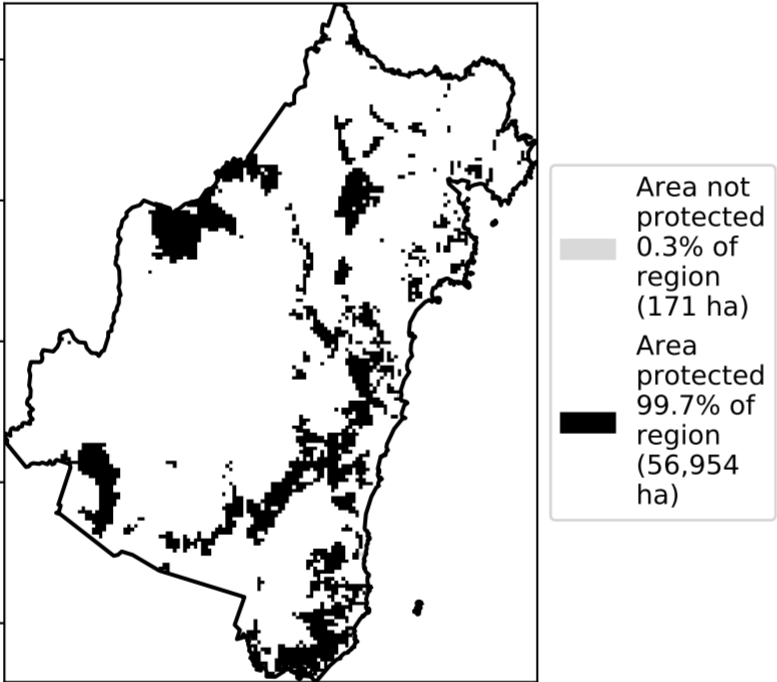 Area not
protected
0.3% of
region
(171 ha)
Area
protected
99.7% of
region
(56,954
ha)